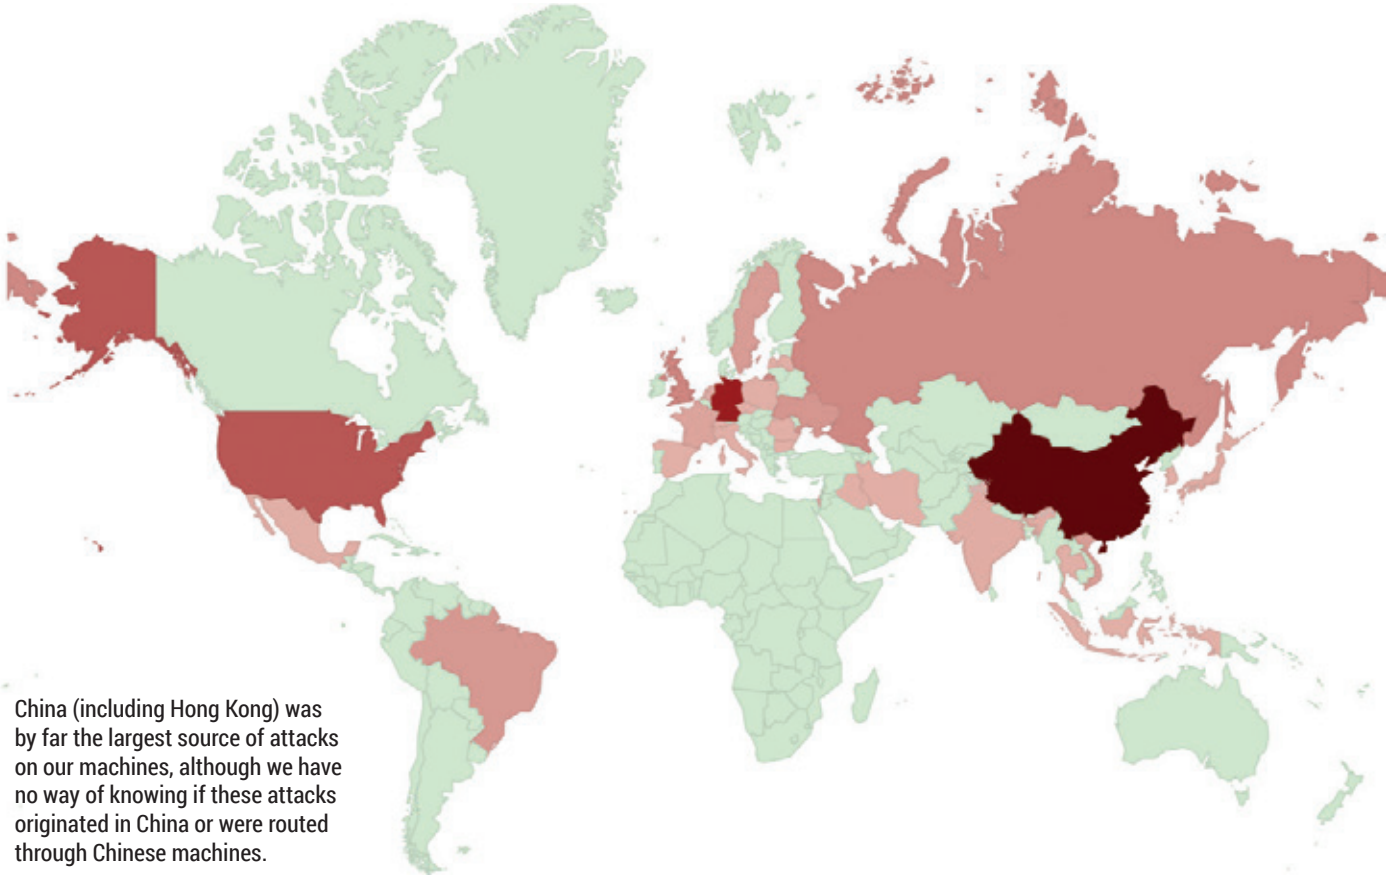 China (including Hong Kong) was
by far the largest source of attacks
on our machines, although we have
no way of knowing if these attacks
originated in China or were routed
through Chinese machines.